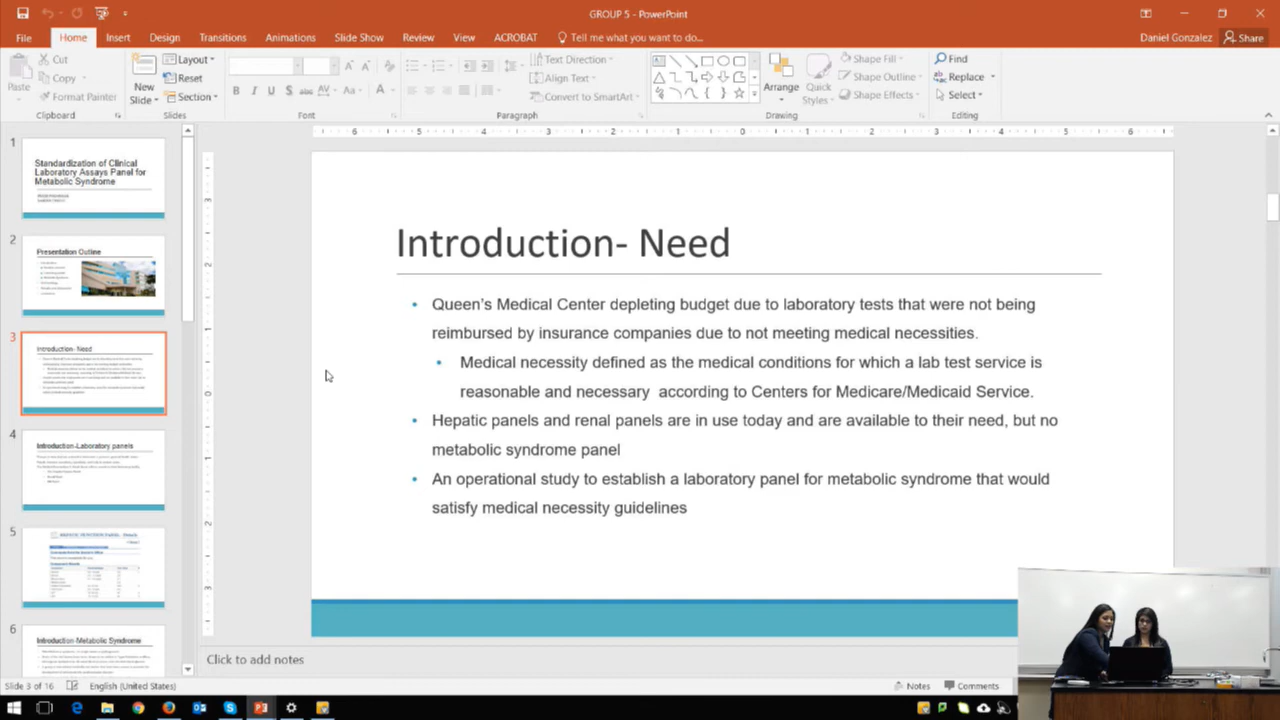 GROUP 5 - PowerPoint
File Home Insert Design Transitions Animations Slide Show Review View ACROBAT Tell me what you want to do... Daniel Gonzalez Share
Paste
Cut
Copy
Format Painter
Clipboard
New
Slide
Layout
Reset
Section
Slides
Font
Text Direction
Align Text
Convert to SmartArt
Paragraph
Arrange
Quick
Styles
Shape Fill
Shape Outline
Shape Effects
Drawing
Find
Replace
Select
Editing
1
Standardization of Clinical
Laboratory Assays Panel for
Metabolic Syndrome
2
Presentation Outline
3
Introduction- Need
4
Introduction-Laboratory panels
5
6
Introduction-Metabolic Syndrome
Introduction- Need
• Queen's Medical Center depleting budget due to laboratory tests that were not being
reimbursed by insurance companies due to not meeting medical necessities.
• Medical necessity defined as the medical reason for which a lab test service is
reasonable and necessary according to Centers for Medicare/Medicaid Service.
• Hepatic panels and renal panels are in use today and are available to their need, but no
metabolic syndrome panel
• An operational study to establish a laboratory panel for metabolic syndrome that would
satisfy medical necessity guidelines
Click to add notes
Slide 3 of 16 English (United States) Notes Comments